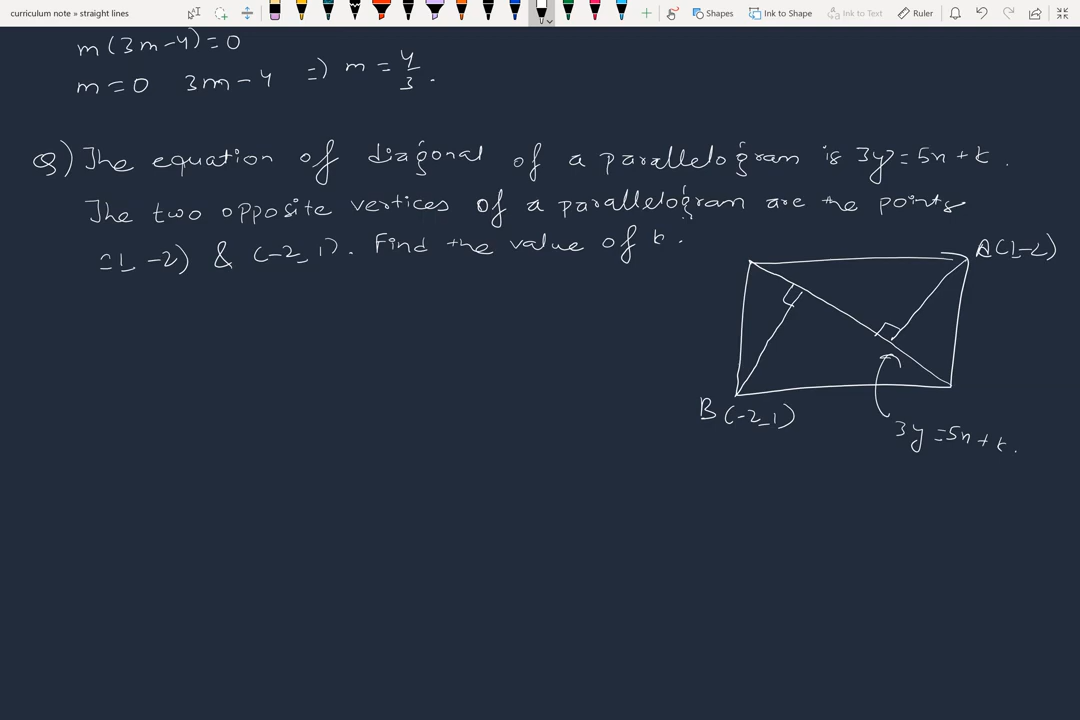 curriculum note » straight lines
Shapes Ink to Shape Ink to Text Ruler
m(3m-4)=0
m=0 3m-4 => m = 4/3.
Q) The equation of diagonal of a parallelogram is 3y=5x+k.
The two opposite vertices of a parallelogram are the points
(1,-2) & (-2,1). Find the value of k.
A(1,-2)
B(-2,1)
3y=5x+k.